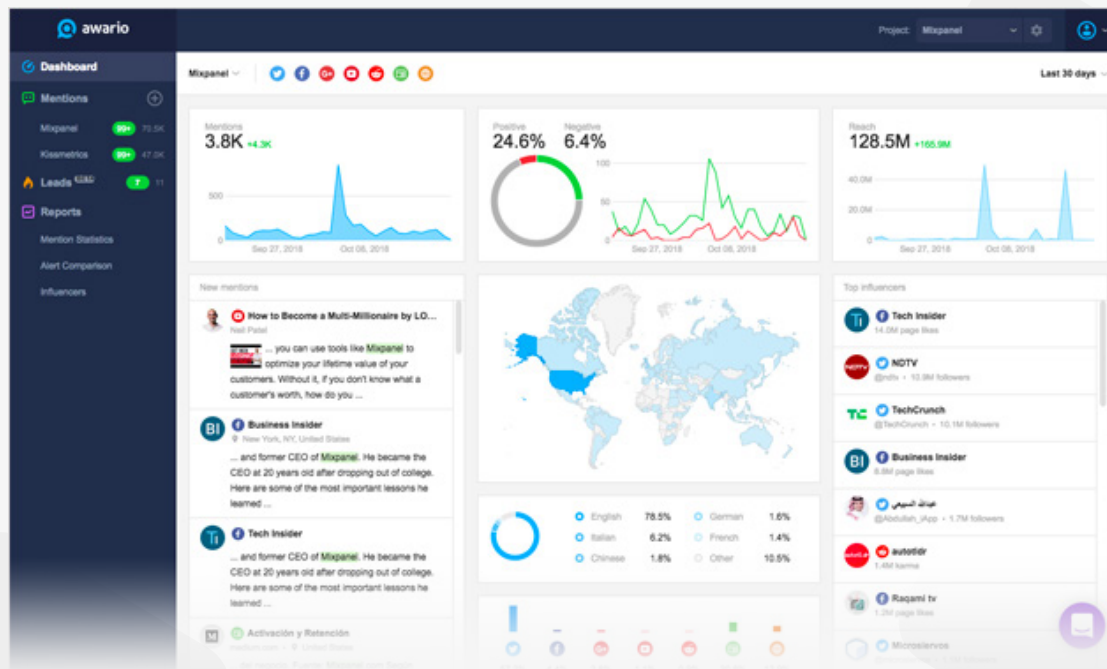 awario
Project: Mixpanel
Dashboard
Mentions
Mixpanel 99+ 70.5K
Kissmetrics 99+ 47.0K
Leads 7 11
Reports
Mention Statistics
Alert Comparison
Influencers
Mixpanel
Last 30 days
Mentions
3.8K +4.3K
500
0
Sep 27, 2018 Oct 08, 2018
Positive Negative
24.6% 6.4%
100
50
0
Sep 27, 2018 Oct 08, 2018
Reach
128.5M +165.9M
40.0M
20.0M
0
Sep 27, 2018 Oct 08, 2018
New mentions
How to Become a Multi-Millionaire by LO...
Neil Patel
... you can use tools like Mixpanel to
optimize your lifetime value of your
customers. Without it, if you don't know what a
customer's worth, how do you ...
BI Business Insider
New York, NY, United States
... and former CEO of Mixpanel. He became the
CEO at 20 years old after dropping out of college.
Here are some of the most important lessons he
learned ...
TI Tech Insider
... and former CEO of Mixpanel. He became the
CEO at 20 years old after dropping out of college.
Here are some of the most important lessons he
learned ...
M Activación y Retención
medium.com United States
English 78.5% German 1.6%
Italian 6.2% French 1.4%
Chinese 1.8% Other 10.5%
Top influencers
TI Tech Insider
14.0M page likes
NDTV NDTV
@ndtv • 10.9M followers
TC TechCrunch
@TechCrunch • 10.1M followers
BI Business Insider
8.8M page likes
عبدالله السبيعي
@Abdullah_iApp • 1.7M followers
autotldr
1.4M karma
Raqami tv
1.2M page likes
Microsiervos